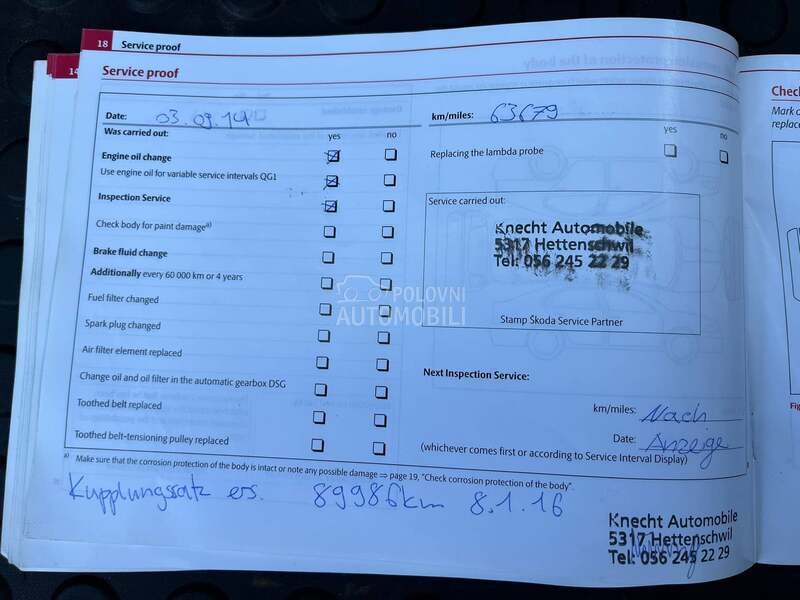 18 Service proof
14
Service proof
Date: 03.09.14
km/miles: 63679
Was carried out: yes no
yes no
Engine oil change
Use engine oil for variable service intervals QG1
Inspection Service
Check body for paint damage a)
Brake fluid change
Additionally every 60 000 km or 4 years
Fuel filter changed
Spark plug changed
Air filter element replaced
Change oil and oil filter in the automatic gearbox DSG
Toothed belt replaced
Toothed belt-tensioning pulley replaced
Replacing the lambda probe
Service carried out:
Knecht Automobile
5317 Hettenschwil
Tel: 056 245 22 29
Stamp Škoda Service Partner
POLOVNI
AUTOMOBILI
Next Inspection Service:
km/miles: Nach
Date: Anzeige
(whichever comes first or according to Service Interval Display)
a) Make sure that the corrosion protection of the body is intact or note any possible damage ⇒ page 19, "Check corrosion protection of the body".
Kupplungssatz ers. 89986km 8.1.16
Knecht Automobile
5317 Hettenschwil
Tel: 056 245 22 29
Check
Mark o
replace
Fig